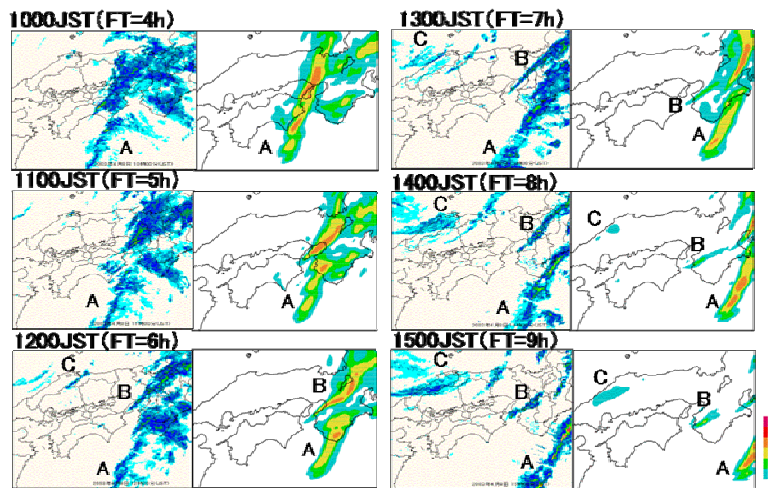 1000JST(FT=4h)
A
A
1100JST(FT=5h)
A
A
1200JST(FT=6h)
C
B
A
B
A
1300JST(FT=7h)
C
B
B
A
A
1400JST(FT=8h)
C
B
A
C
B
A
1500JST(FT=9h)
C
B
A
C
B
A